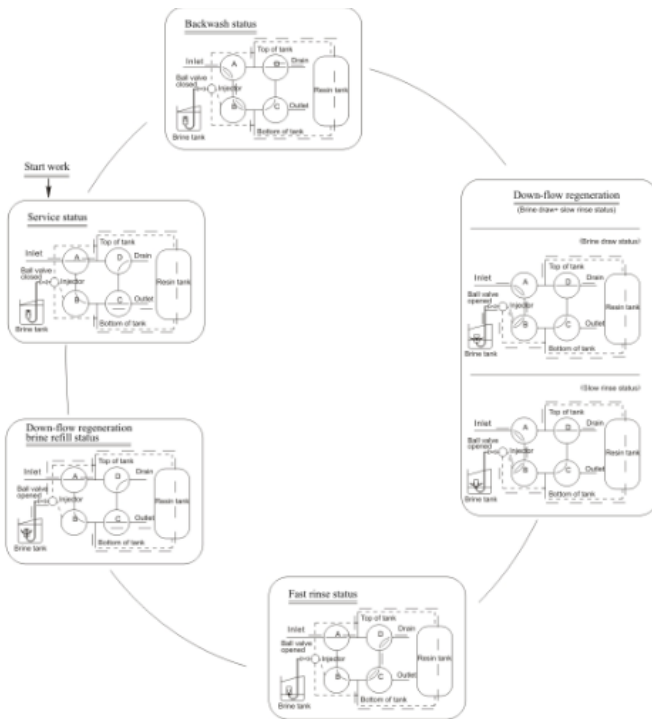 Backwash status
Top of tank
Inlet
A
D
Drain
Ball valve
closed
Injector
Resin tank
B
C
Outlet
Brine tank
Bottom of tank
Start work
Service status
Top of tank
Inlet
A
D
Drain
Ball valve
closed
Injector
Resin tank
B
C
Outlet
Brine tank
Bottom of tank
Down-flow regeneration
(Brine draw+ slow rinse status)
(Brine draw status)
Top of tank
Inlet
A
D
Ball valve
opened
Injector
Resin tank
B
C
Brine tank
Bottom of tank
(Slow rinse status)
Top of tank
Inlet
A
D
Ball valve
opened
Injector
Resin tank
B
C
Brine tank
Bottom of tank
Down-flow regeneration
brine refill status
Top of tank
Inlet
A
D
Drain
Ball valve
opened
Injector
Resin tank
B
C
Outlet
Brine tank
Bottom of tank
Fast rinse status
Top of tank
Inlet
A
D
Drain
Ball valve
opened
Injector
Resin tank
B
C
Outlet
Brine tank
Bottom of tank